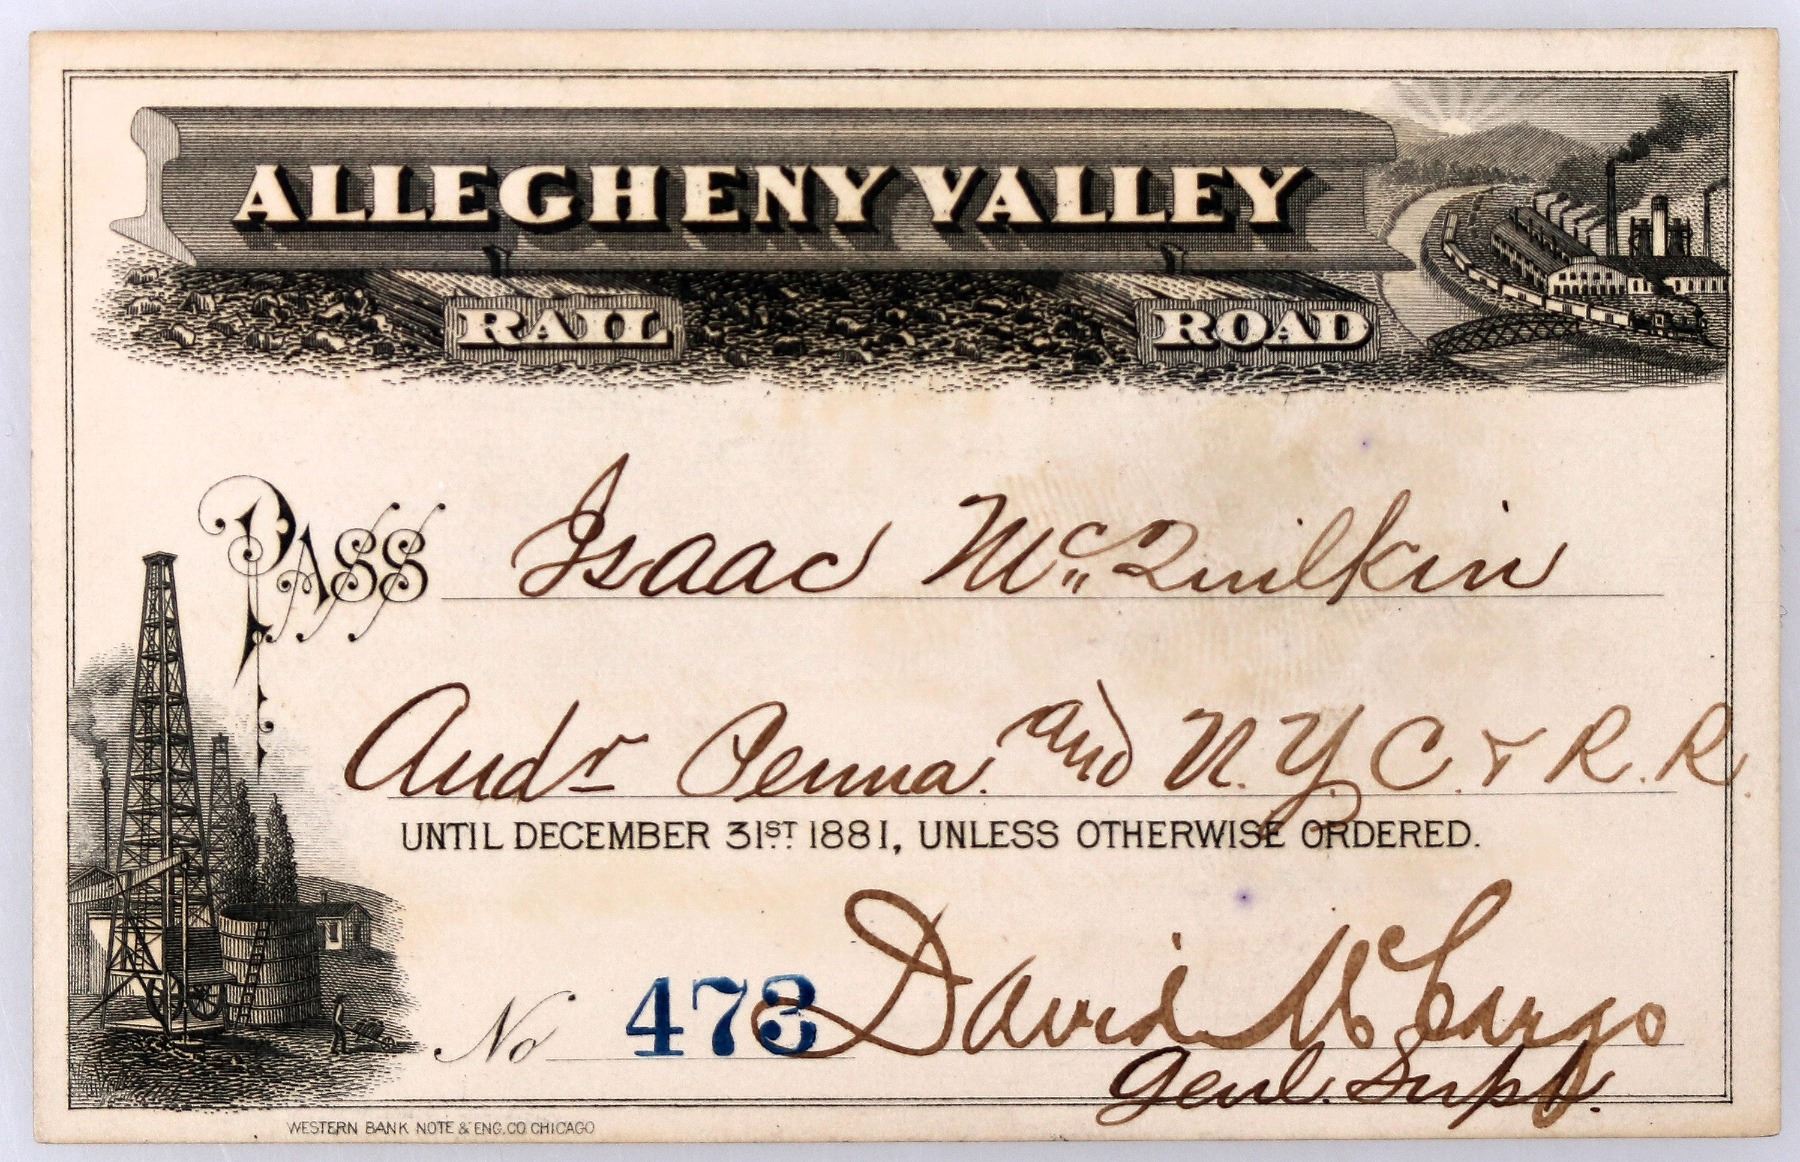 ALLEGHENY VALLEY
RAIL ROAD
PASS Isaac McQuilkin
Audr Penna. and N.Y.C. & R.R.
UNTIL DECEMBER 31ST 1881, UNLESS OTHERWISE ORDERED.
No 473 David McCargo
Genl. Supt.
WESTERN BANK NOTE & ENG. CO. CHICAGO